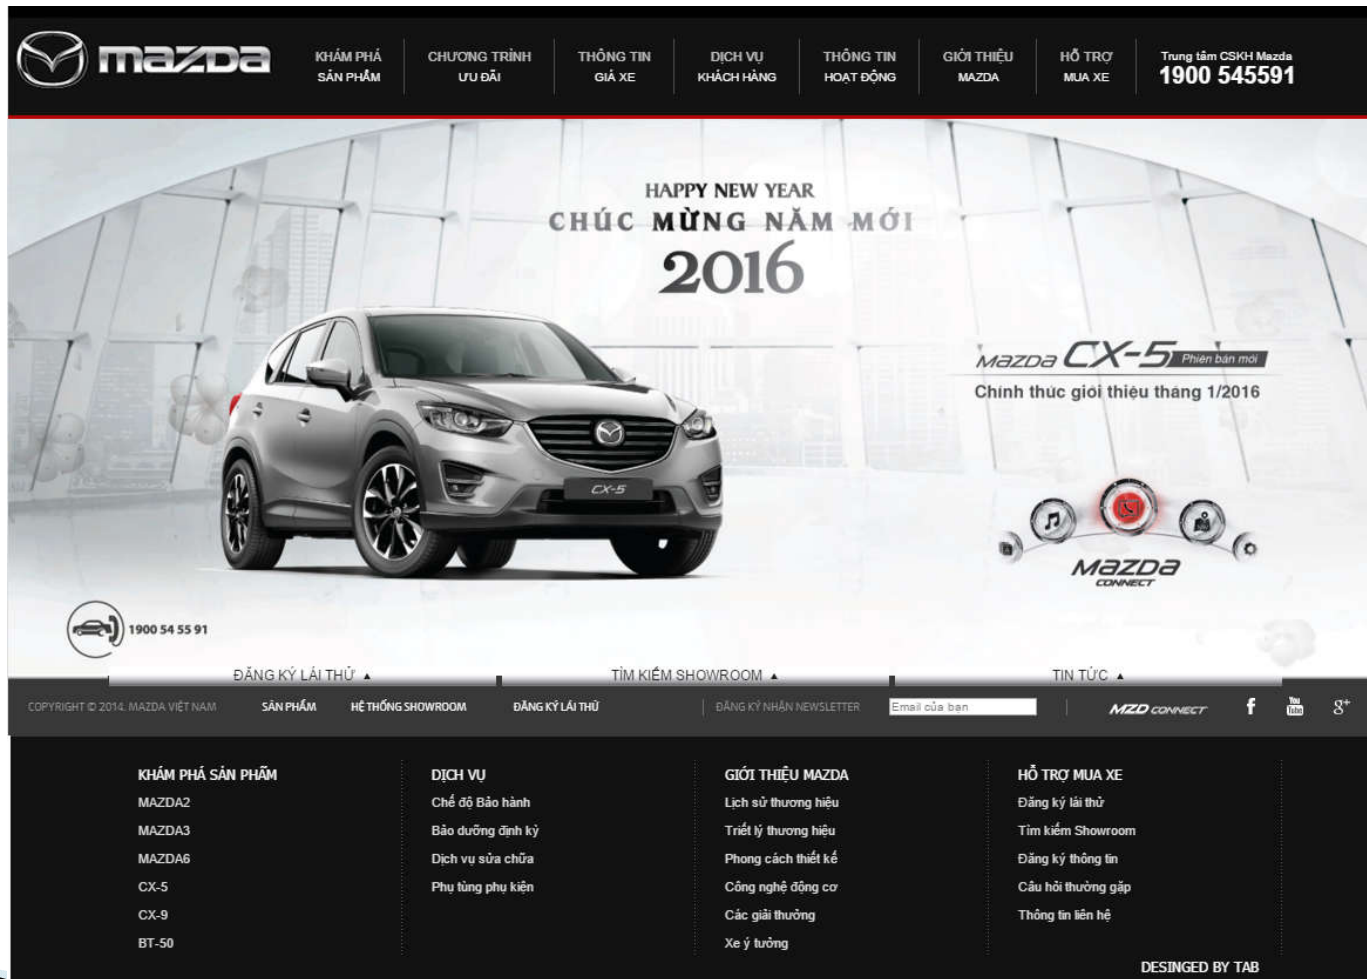 mazda
KHÁM PHÁ
SẢN PHẨM
CHƯƠNG TRÌNH
ƯU ĐÃI
THÔNG TIN
GIÁ XE
DỊCH VỤ
KHÁCH HÀNG
THÔNG TIN
HOẠT ĐỘNG
GIỚI THIỆU
MAZDA
HỖ TRỢ
MUA XE
Trung tâm CSKH Mazda
1900 545591
HAPPY NEW YEAR
CHÚC MỪNG NĂM MỚI
2016
mazda CX-5 Phiên bản mới
Chính thức giới thiệu tháng 1/2016
CX-5
mazda
CONNECT
1900 54 55 91
ĐĂNG KÝ LÁI THỬ ▲
TÌM KIẾM SHOWROOM ▲
TIN TỨC ▲
COPYRIGHT © 2014. MAZDA VIỆT NAM
SẢN PHẨM
HỆ THỐNG SHOWROOM
ĐĂNG KÝ LÁI THỬ
ĐĂNG KÝ NHẬN NEWSLETTER
Email của bạn
MZD CONNECT
f
You Tube
g+
KHÁM PHÁ SẢN PHẨM
MAZDA2
MAZDA3
MAZDA6
CX-5
CX-9
BT-50
DỊCH VỤ
Chế độ Bảo hành
Bảo dưỡng định kỳ
Dịch vụ sửa chữa
Phụ tùng phụ kiện
GIỚI THIỆU MAZDA
Lịch sử thương hiệu
Triết lý thương hiệu
Phong cách thiết kế
Công nghệ động cơ
Các giải thưởng
Xe ý tưởng
HỖ TRỢ MUA XE
Đăng ký lái thử
Tìm kiếm Showroom
Đăng ký thông tin
Câu hỏi thường gặp
Thông tin liên hệ
DESINGED BY TAB